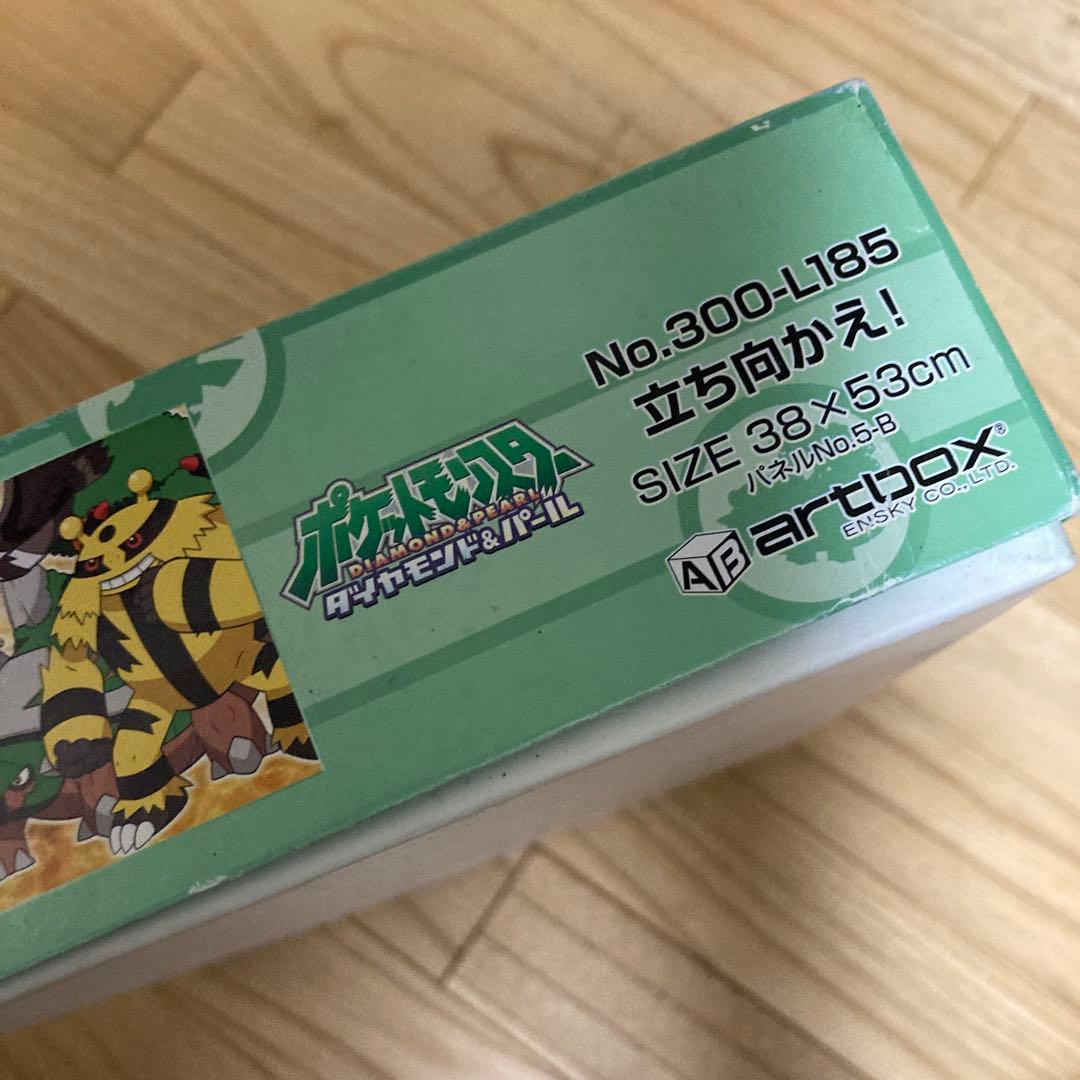 No.300-L185
立ち向かえ!
SIZE 38×53cm
パネルNo.5-B
AB artbox®
ENSKY CO.,LTD.
ポケットモンスター
DIAMOND&PEARL
ダイヤモンド&パール